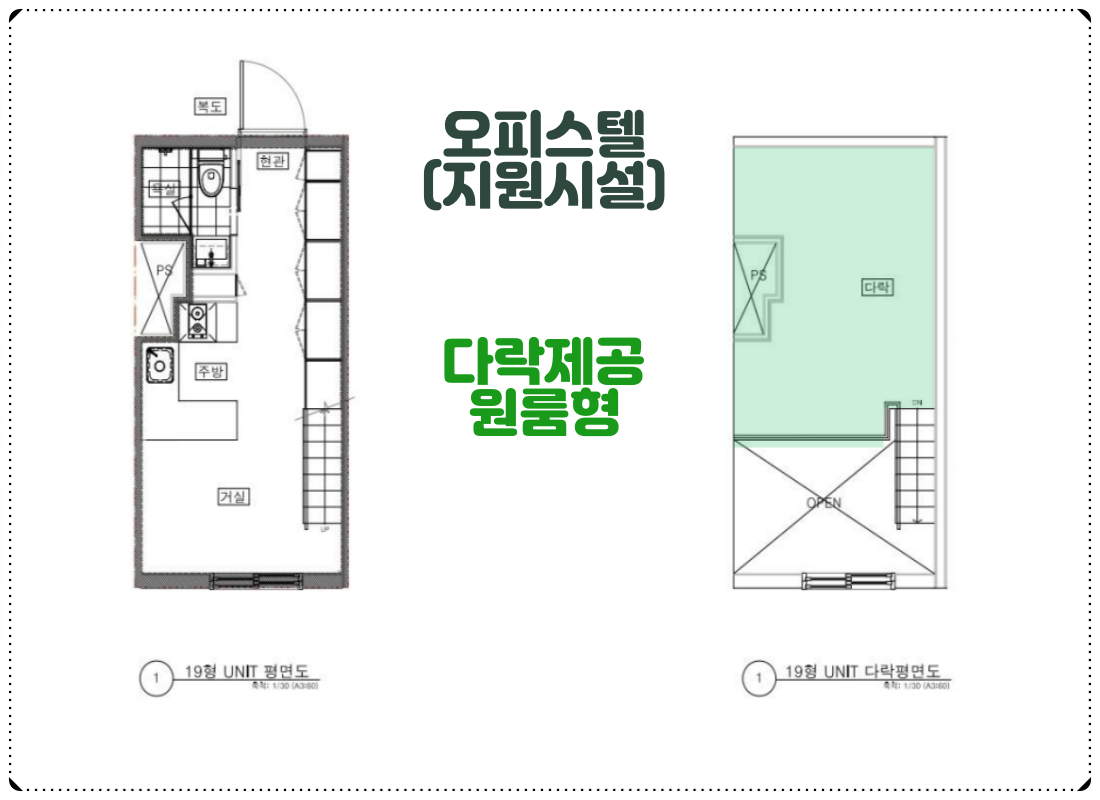 복도
현관
욕실
PS
주방
거실
UP
1
19형 UNIT 평면도
축척: 1/30 (A3:60)
오피스텔
(지원시설)
다락제공
원룸형
PS
다락
DN
OPEN
1
19형 UNIT 다락평면도
축척: 1/30 (A3:60)